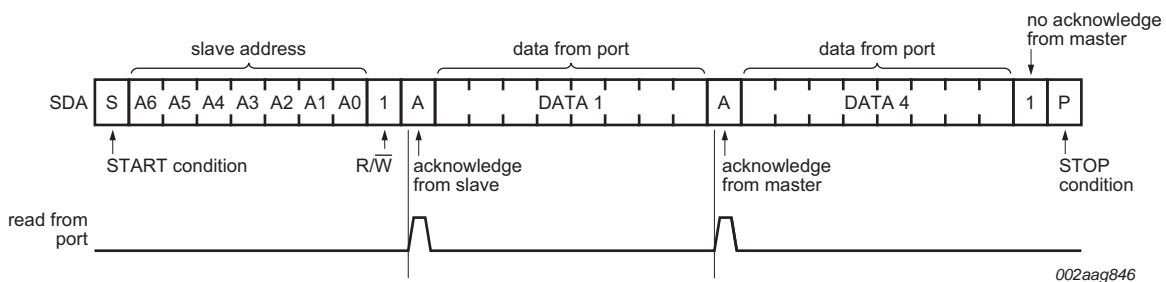 no acknowledge
from master
slave address
data from port
data from port
SDA S A6 A5 A4 A3 A2 A1 A0 1 A DATA 1 A DATA 4 1 P
START condition
R/W̅
acknowledge
from slave
acknowledge
from master
STOP
condition
read from
port
002aag846